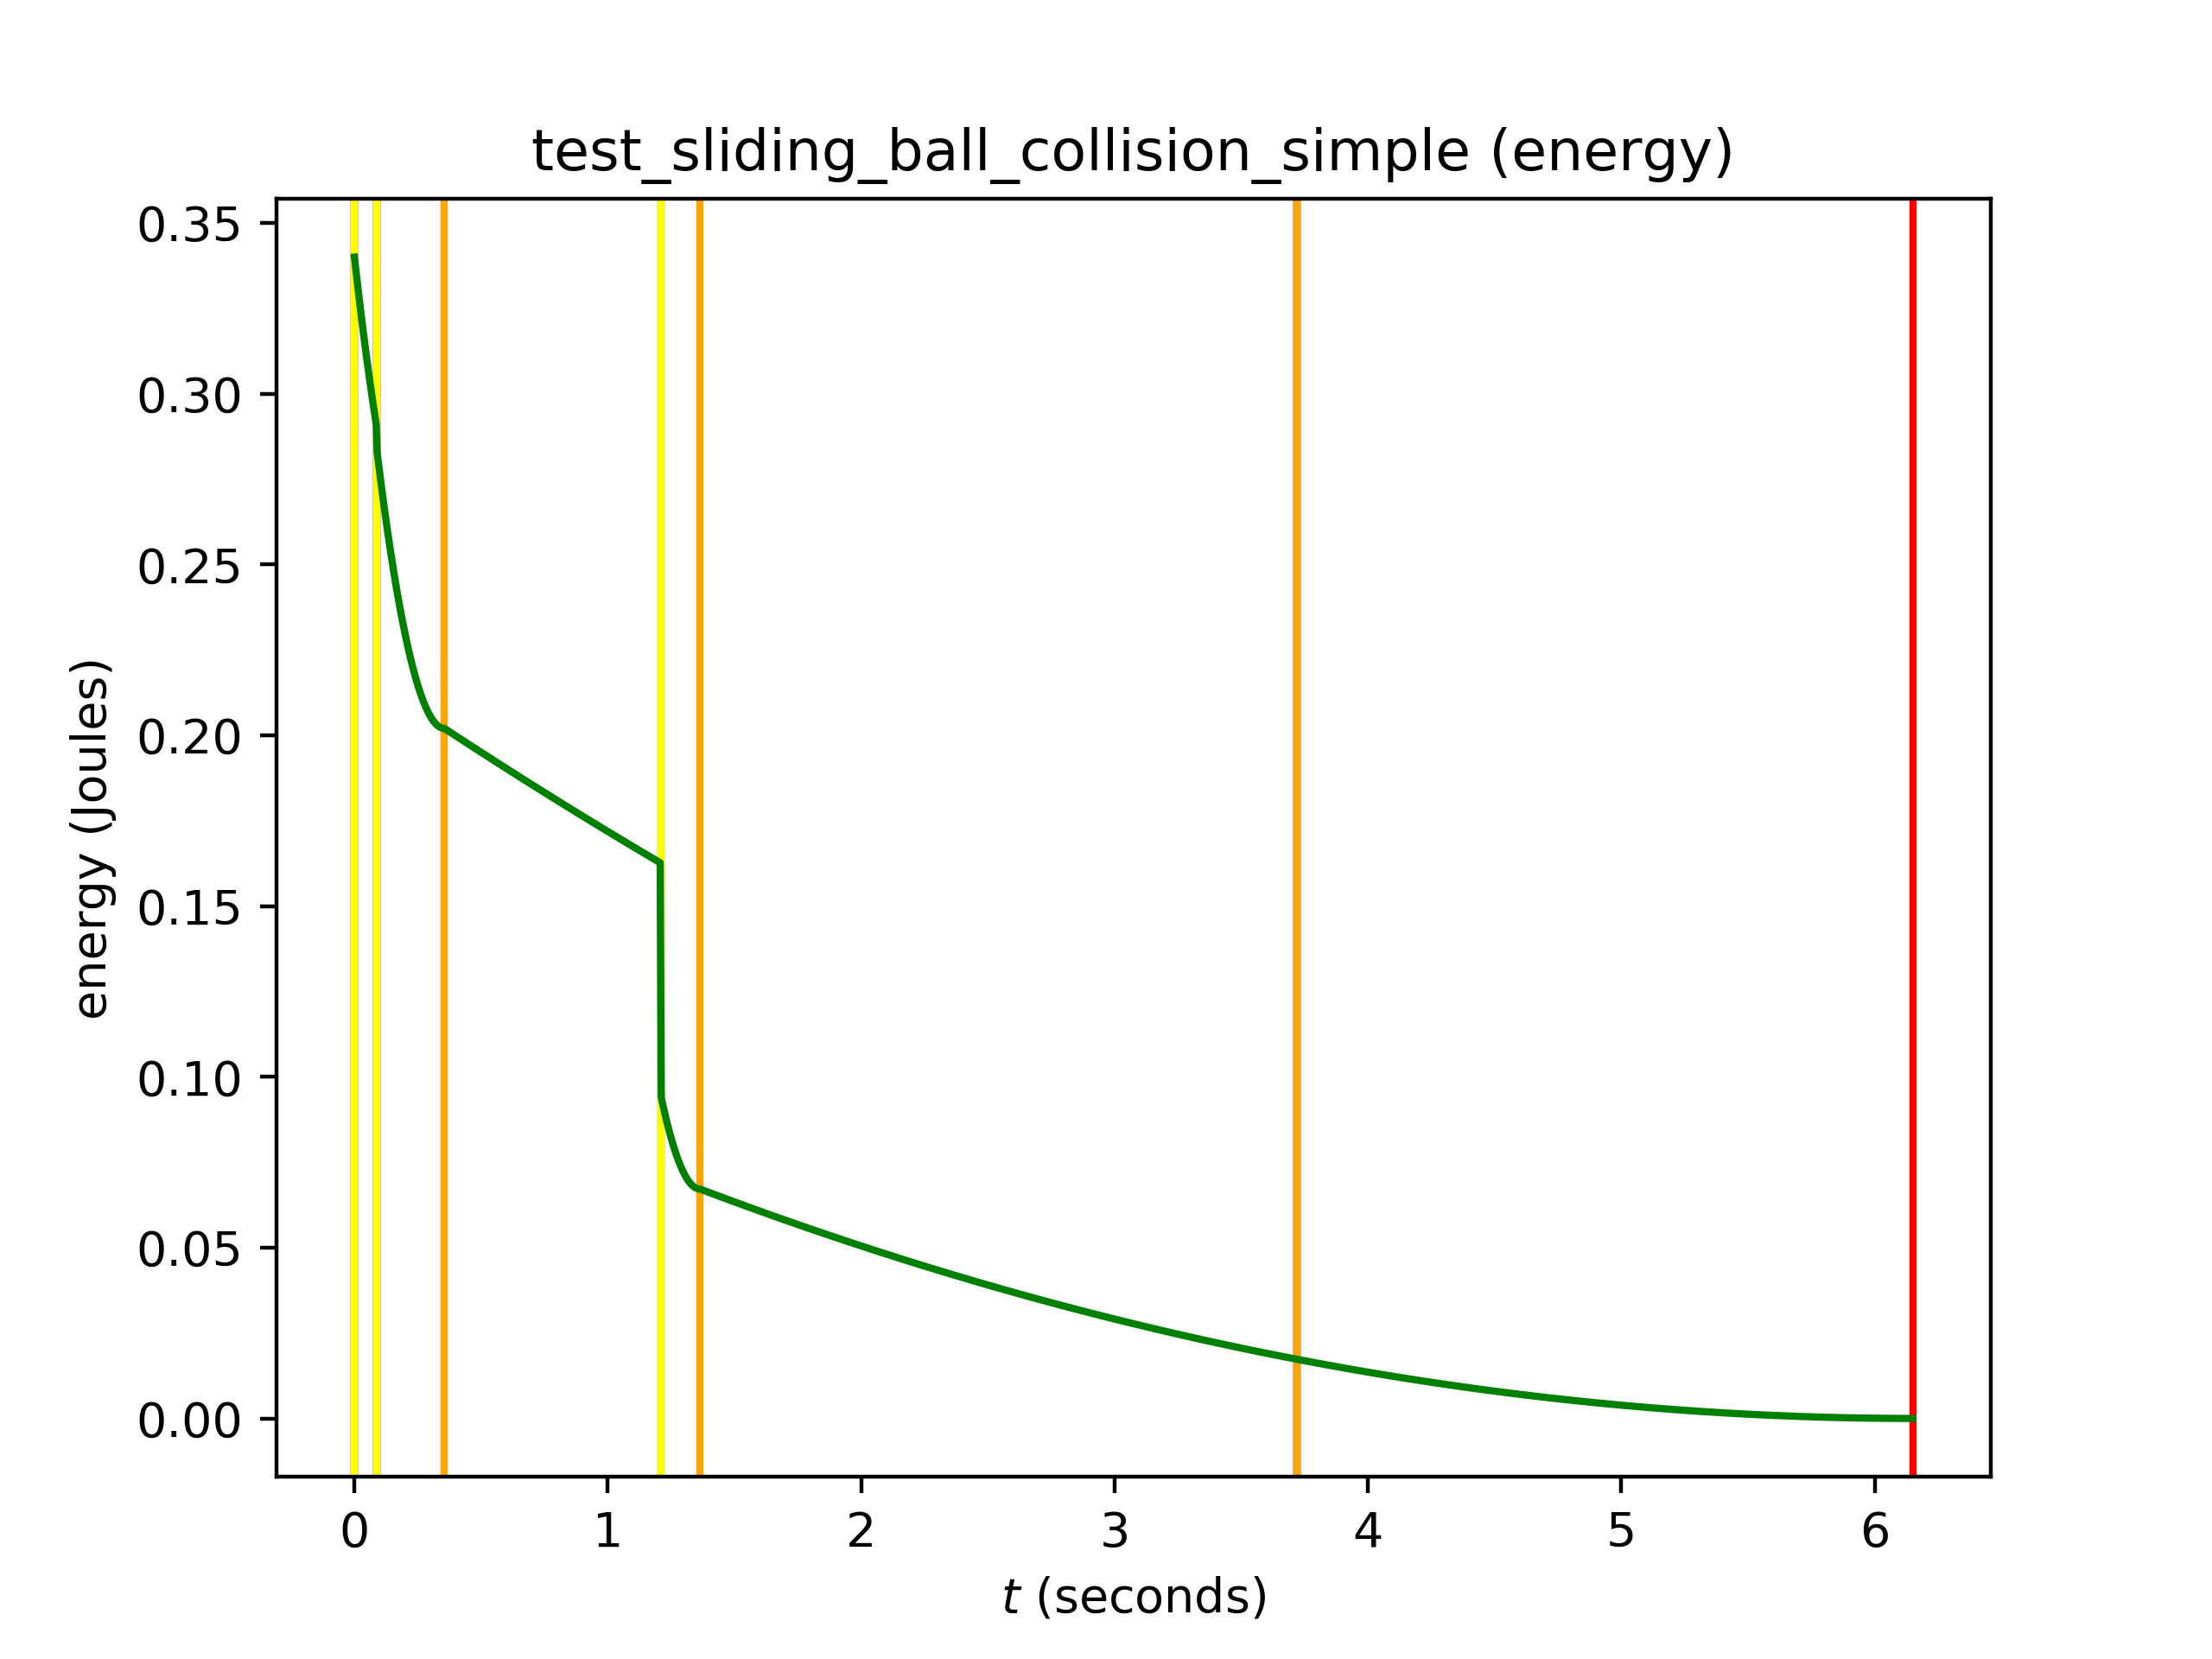 test_sliding_ball_collision_simple (energy)
0.35
0.30
0.25
0.20
0.15
0.10
0.05
0.00
energy (Joules)
0 1 2 3 4 5 6
t (seconds)